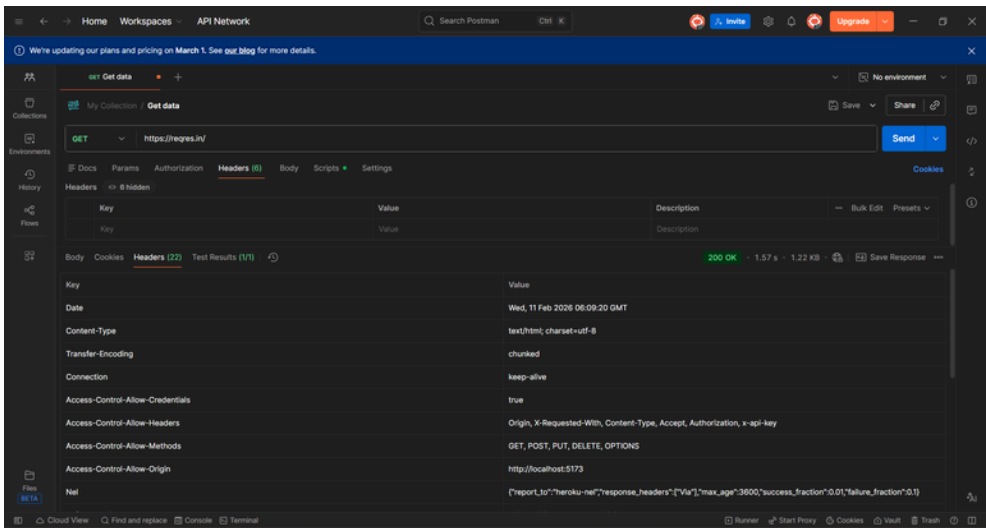 Home Workspaces API Network Search Postman Ctrl K Invite Upgrade
We're updating our plans and pricing on March 1. See our blog for more details.
GET Get data No environment
Collections
My Collection / Get data Save Share
Environments
GET https://reqres.in/ Send
Docs Params Authorization Headers (6) Body Scripts Settings Cookies
History
Headers 6 hidden
Key Value Description Bulk Edit Presets
Flows
Key Value Description
Body Cookies Headers (22) Test Results (1/1) 200 OK 1.57 s 1.22 KB Save Response
Key Value
Date Wed, 11 Feb 2026 06:09:20 GMT
Content-Type text/html; charset=utf-8
Transfer-Encoding chunked
Connection keep-alive
Access-Control-Allow-Credentials true
Access-Control-Allow-Headers Origin, X-Requested-With, Content-Type, Accept, Authorization, x-api-key
Access-Control-Allow-Methods GET, POST, PUT, DELETE, OPTIONS
Access-Control-Allow-Origin http://localhost:5173
Files
BETA
Nel {"report_to":"heroku-nel","response_headers":["Via"],"max_age":3600,"success_fraction":0.01,"failure_fraction":0.1}
Cloud View Find and replace Console Terminal Runner Start Proxy Cookies Vault Trash